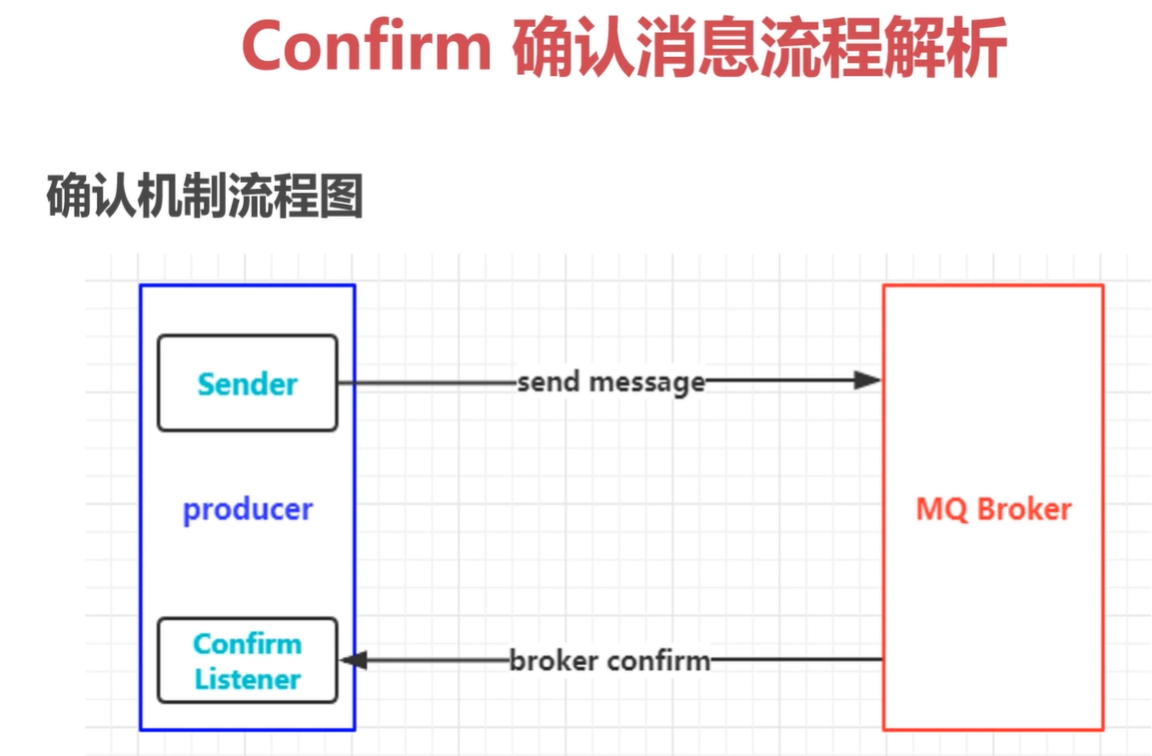 Confirm 确认消息流程解析
确认机制流程图
Sender
send message
producer
MQ Broker
Confirm
Listener
broker confirm